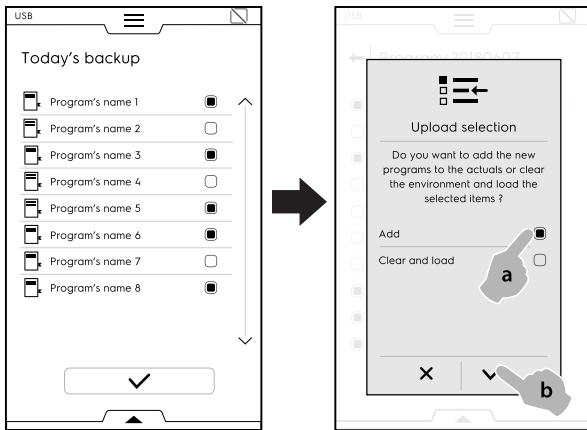 USB
Today's backup
Program's name 1
Program's name 2
Program's name 3
Program's name 4
Program's name 5
Program's name 6
Program's name 7
Program's name 8
USB
Programs20180607
Upload selection
Do you want to add the new
programs to the actuals or clear
the environment and load the
selected items ?
Add
Clear and load
a
b